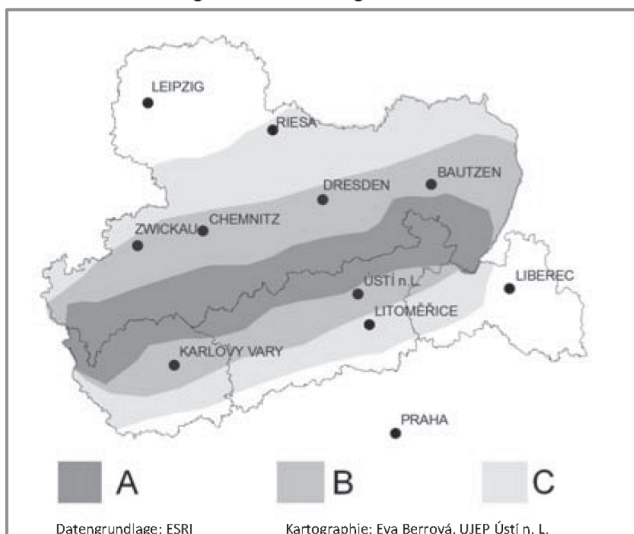 LEIPZIG
RIESA
BAUTZEN
DRESDEN
CHEMNITZ
ZWICKAU
ÚSTÍ n.L.
LIBEREC
LITOMĚŘICE
KARLOVY VARY
PRAHA
A B C
Datengrundlage: ESRI Kartographie: Eva Berrová, UJEP Ústí n. L.